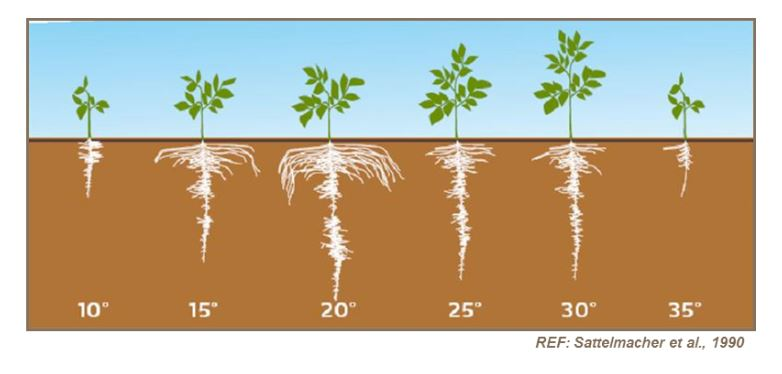 10° 15° 20° 25° 30° 35°
REF: Sattelmacher et al., 1990